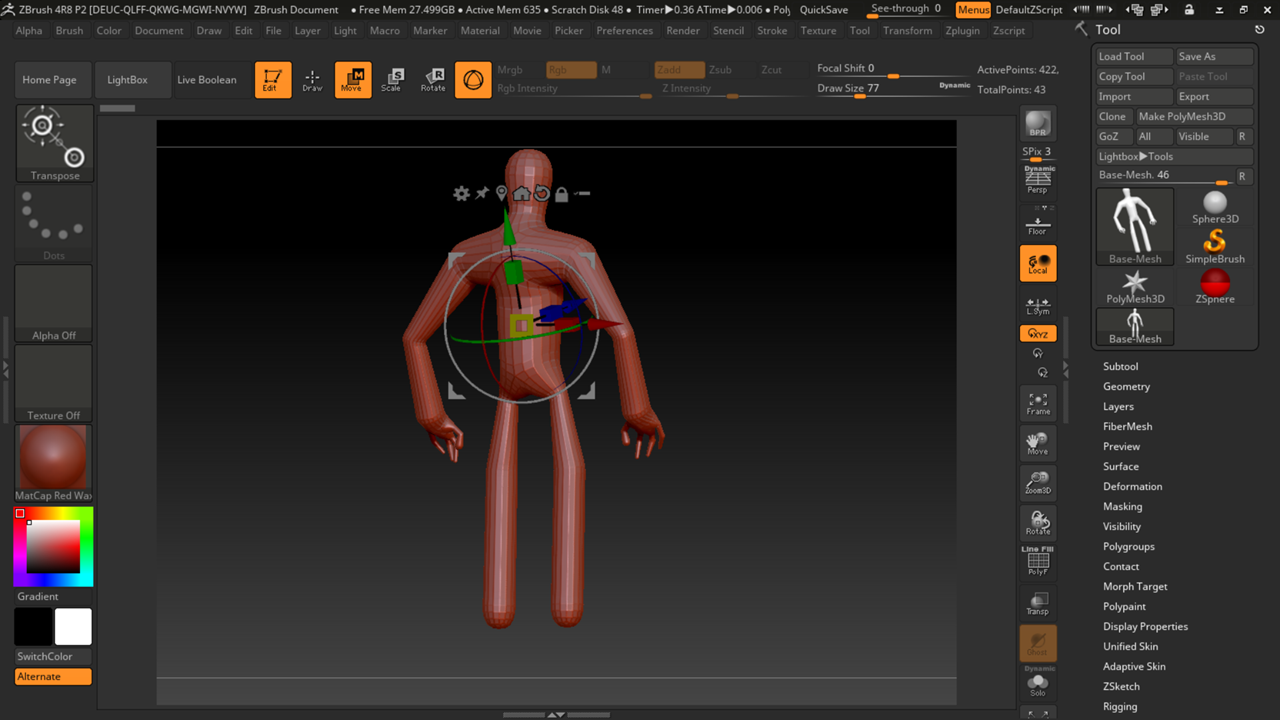 ZBrush 4R8 P2 [DEUC-QLFF-QKWG-MGWI-NVYW] ZBrush Document • Free Mem 27.499GB • Active Mem 635 • Scratch Disk 48 • Timer▶0.36 ATime▶0.006 • Pol QuickSave See-through 0 Menus DefaultZScript
Alpha Brush Color Document Draw Edit File Layer Light Macro Marker Material Movie Picker Preferences Render Stencil Stroke Texture Tool Transform Zplugin Zscript
Home Page LightBox Live Boolean Edit Draw Move Scale Rotate
Mrgb Rgb M Zadd Zsub Zcut
Rgb Intensity Z Intensity
Focal Shift 0 ActivePoints: 422,
Draw Size 77 Dynamic TotalPoints: 43
Transpose
Dots
Alpha Off
Texture Off
MatCap Red Wax
Gradient
SwitchColor
Alternate
BPR
SPix 3
Dynamic
Persp
Floor
Local
L.Sym
XYZ
Y
Z
Frame
Move
Zoom3D
Rotate
Line Fill
PolyF
Transp
Ghost
Dynamic
Solo
Tool
Load Tool Save As
Copy Tool Paste Tool
Import Export
Clone Make PolyMesh3D
GoZ All Visible R
Lightbox▶Tools
Base-Mesh. 46 R
Base-Mesh Sphere3D
SimpleBrush
PolyMesh3D ZSphere
Base-Mesh
Subtool
Geometry
Layers
FiberMesh
Preview
Surface
Deformation
Masking
Visibility
Polygroups
Contact
Morph Target
Polypaint
Display Properties
Unified Skin
Adaptive Skin
ZSketch
Rigging